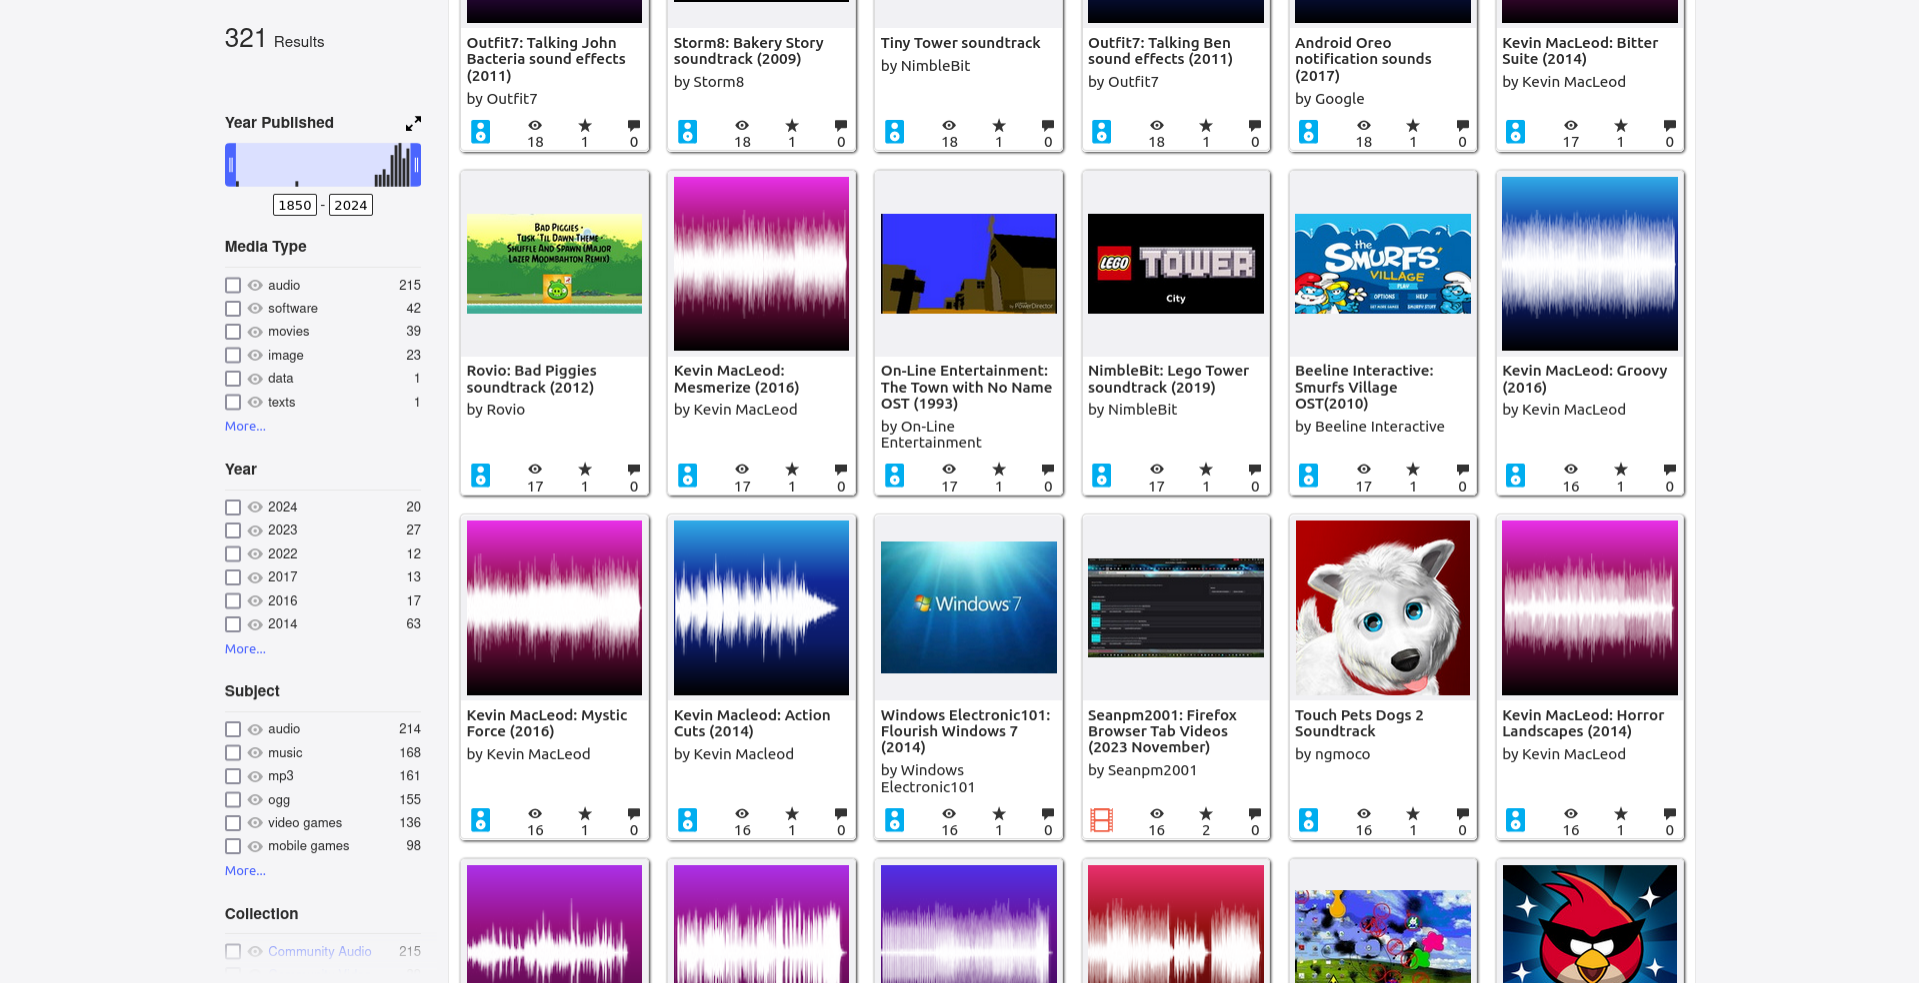 321 Results
Year Published
1850 - 2024
Media Type
audio 215
software 42
movies 39
image 23
data 1
texts 1
More...
Year
2024 20
2023 27
2022 12
2017 13
2016 17
2014 63
More...
Subject
audio 214
music 168
mp3 161
ogg 155
video games 136
mobile games 98
More...
Collection
Community Audio 215
Outfit7: Talking John
Bacteria sound effects
(2011)
by Outfit7
18 1 0
Storm8: Bakery Story
soundtrack (2009)
by Storm8
18 1 0
Tiny Tower soundtrack
by NimbleBit
18 1 0
Outfit7: Talking Ben
sound effects (2011)
by Outfit7
18 1 0
Android Oreo
notification sounds
(2017)
by Google
18 1 0
Kevin MacLeod: Bitter
Suite (2014)
by Kevin MacLeod
17 1 0
Bad Piggies -
Tusk 'Til Dawn Theme -
Shuffle And Spawn (Major
Lazer Moombahton Remix)
Rovio: Bad Piggies
soundtrack (2012)
by Rovio
17 1 0
Kevin MacLeod:
Mesmerize (2016)
by Kevin MacLeod
17 1 0
by PowerDirector
On-Line Entertainment:
The Town with No Name
OST (1993)
by On-Line
Entertainment
17 1 0
LEGO TOWER
City
NimbleBit: Lego Tower
soundtrack (2019)
by NimbleBit
17 1 0
the
SMURFS'
VILLAGE
PLAY
OPTIONS HELP
Beeline Interactive:
Smurfs Village
OST(2010)
by Beeline Interactive
17 1 0
Kevin MacLeod: Groovy
(2016)
by Kevin MacLeod
16 1 0
Kevin MacLeod: Mystic
Force (2016)
by Kevin MacLeod
16 1 0
Kevin Macleod: Action
Cuts (2014)
by Kevin Macleod
16 1 0
Windows 7
Windows Electronic101:
Flourish Windows 7
(2014)
by Windows
Electronic101
16 1 0
Seanpm2001: Firefox
Browser Tab Videos
(2023 November)
by Seanpm2001
16 2 0
Touch Pets Dogs 2
Soundtrack
by ngmoco
16 1 0
Kevin MacLeod: Horror
Landscapes (2014)
by Kevin MacLeod
16 1 0